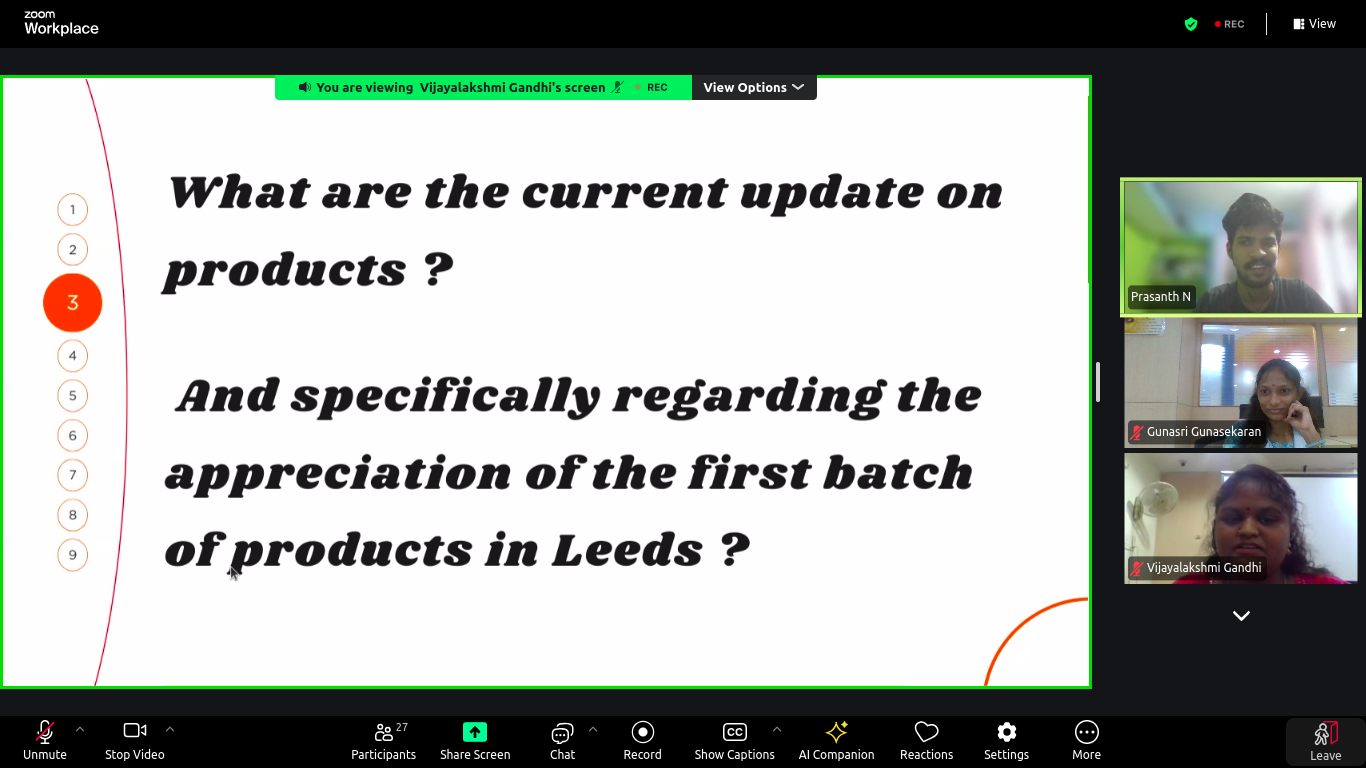 zoom
Workplace
REC
View
You are viewing Vijayalakshmi Gandhi's screen
REC
View Options
What are the current update on
products ?
And specifically regarding the
appreciation of the first batch
of products in Leeds ?
1
2
3
4
5
6
7
8
9
Prasanth N
Gunasri Gunasekaran
Vijayalakshmi Gandhi
Unmute
Stop Video
Participants
27
Share Screen
Chat
Record
CC
Show Captions
AI Companion
Reactions
Settings
More
Leave